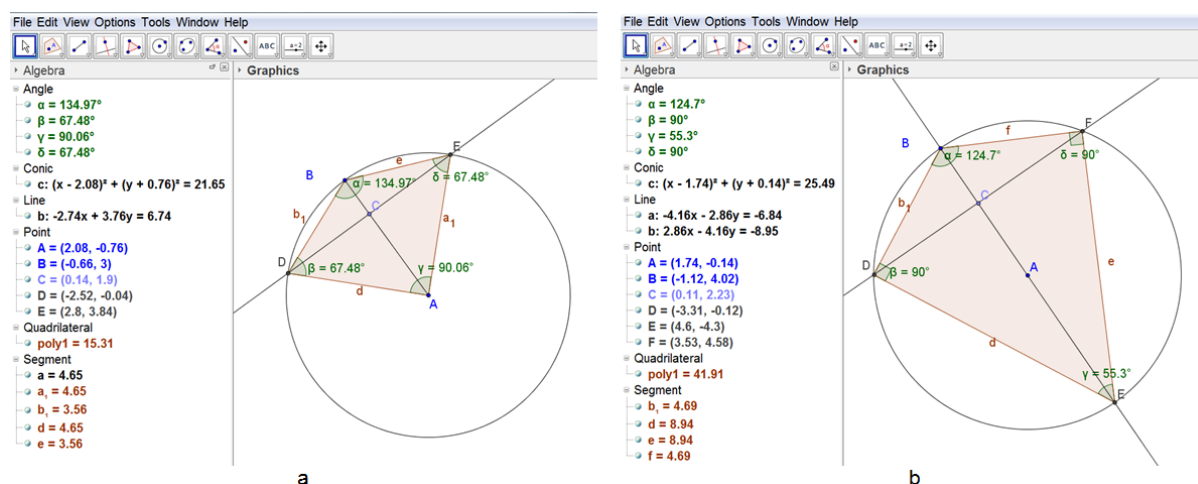 File Edit View Options Tools Window Help
ABC a=2
Algebra
Graphics
Angle
α = 134.97°
β = 67.48°
γ = 90.06°
δ = 67.48°
Conic
c: (x - 2.08)² + (y + 0.76)² = 21.65
Line
b: -2.74x + 3.76y = 6.74
Point
A = (2.08, -0.76)
B = (-0.66, 3)
C = (0.14, 1.9)
D = (-2.52, -0.04)
E = (2.8, 3.84)
Quadrilateral
poly1 = 15.31
Segment
a = 4.65
a₁ = 4.65
b₁ = 3.56
d = 4.65
e = 3.56
E
e
B
α = 134.97°
δ = 67.48°
b₁
C
a₁
D
β = 67.48°
γ = 90.06°
d
A
a
File Edit View Options Tools Window Help
ABC a=2
Algebra
Graphics
Angle
α = 124.7°
β = 90°
γ = 55.3°
δ = 90°
Conic
c: (x - 1.74)² + (y + 0.14)² = 25.49
Line
a: -4.16x - 2.86y = -6.84
b: 2.86x - 4.16y = -8.95
Point
A = (1.74, -0.14)
B = (-1.12, 4.02)
C = (0.11, 2.23)
D = (-3.31, -0.12)
E = (4.6, -4.3)
F = (3.53, 4.58)
Quadrilateral
poly1 = 41.91
Segment
b₁ = 4.69
d = 8.94
e = 8.94
f = 4.69
F
f
B
α = 124.7°
δ = 90°
b₁
C
e
D
β = 90°
A
d
γ = 55.3°
E
b